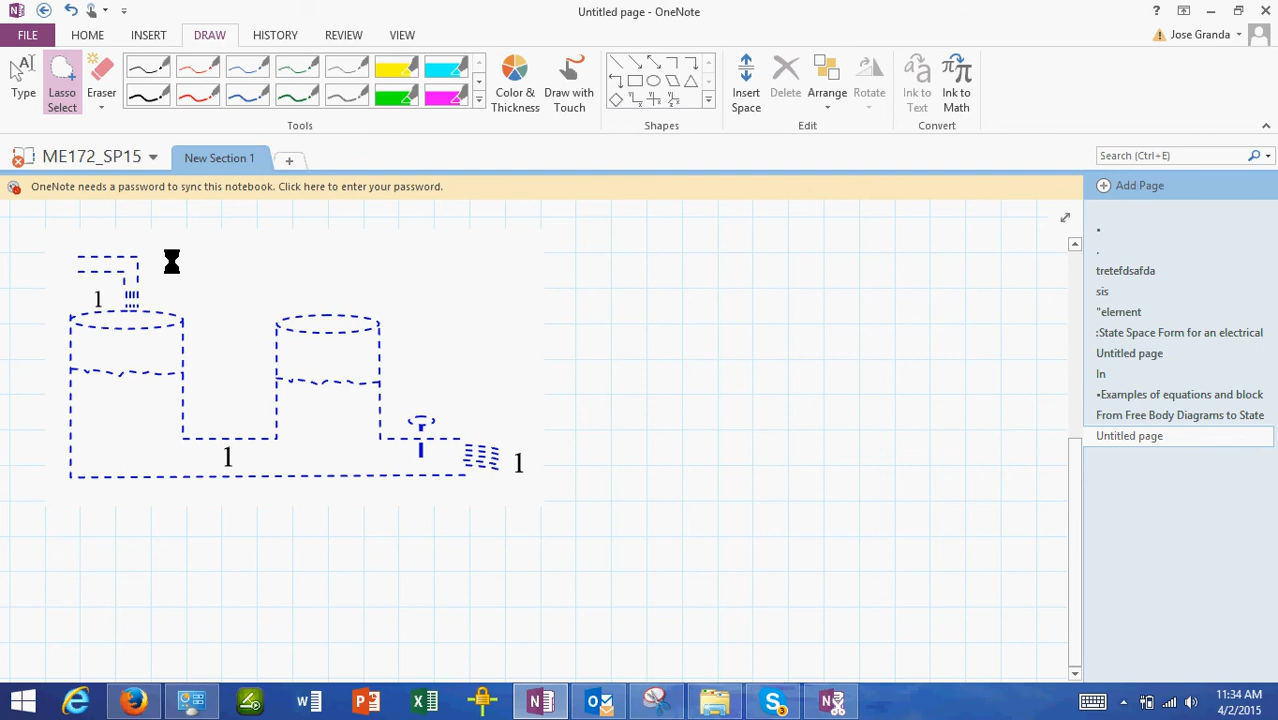 Untitled page - OneNote
?
FILE HOME INSERT DRAW HISTORY REVIEW VIEW
Jose Granda
Type
Lasso Select
Eraser
Color & Thickness
Draw with Touch
Insert Space
Delete
Arrange
Rotate
Ink to Text
Ink to Math
Tools
Shapes
Edit
Convert
ME172_SP15
New Section 1
Search (Ctrl+E)
OneNote needs a password to sync this notebook. Click here to enter your password.
Add Page
.
tretefdsafda
sis
"element
:State Space Form for an electrical
Untitled page
In
•Examples of equations and block
From Free Body Diagrams to State
Untitled page
1
1
1
11:34 AM
4/2/2015